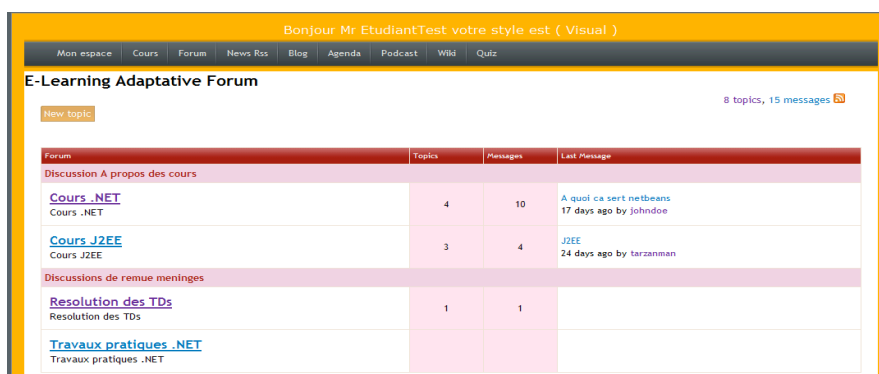 Bonjour Mr EtudiantTest votre style est ( Visual )
Mon espace Cours Forum News Rss Blog Agenda Podcast Wiki Quiz
E-Learning Adaptative Forum
8 topics, 15 messages
New topic
Forum Topics Messages Last Message
Discussion A propos des cours
Cours .NET 4 10 A quoi ca sert netbeans
Cours .NET 17 days ago by johndoe
Cours J2EE 3 4 J2EE
Cours J2EE 24 days ago by tarzanman
Discussions de remue meninges
Resolution des TDs 1 1
Resolution des TDs
Travaux pratiques .NET
Travaux pratiques .NET